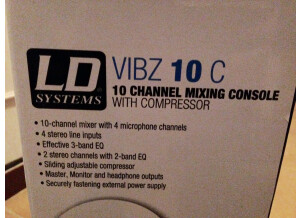 LD
SYSTEMS
VIBZ 10 C
10 CHANNEL MIXING CONSOLE
WITH COMPRESSOR
• 10-channel mixer with 4 microphone channels
• 4 stereo line inputs
• Effective 3-band EQ
• 2 stereo channels with 2-band EQ
• Sliding adjustable compressor
• Master, Monitor and headphone outputs
• Securely fastening external power supply